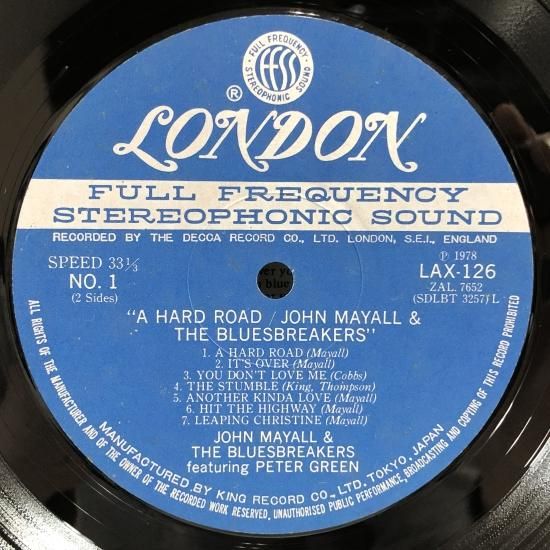 FULL FREQUENCY
ffss
STEREOPHONIC SOUND
®
LONDON
FULL FREQUENCY
STEREOPHONIC SOUND
RECORDED BY THE DECCA RECORD CO., LTD. LONDON, S.E.I., ENGLAND
SPEED 33⅓
NO. 1
(2 Sides)
℗ 1978
LAX-126
ZAL. 7652
(SDLBT 3257) L
"A HARD ROAD / JOHN MAYALL &
THE BLUESBREAKERS"
1. A HARD ROAD (Mayall)
2. IT'S OVER (Mayall)
3. YOU DON'T LOVE ME (Cobbs)
4. THE STUMBLE (King, Thompson)
5. ANOTHER KINDA LOVE (Mayall)
6. HIT THE HIGHWAY (Mayall)
7. LEAPING CHRISTINE (Mayall)
JOHN MAYALL &
THE BLUESBREAKERS
featuring PETER GREEN
MANUFACTURED BY KING RECORD CO., LTD. TOKYO, JAPAN
ALL RIGHTS OF THE MANUFACTURER AND OF THE OWNER OF THE RECORDED WORK RESERVED. UNAUTHORISED PUBLIC PERFORMANCE, BROADCASTING AND COPYING OF THIS RECORD PROHIBITED